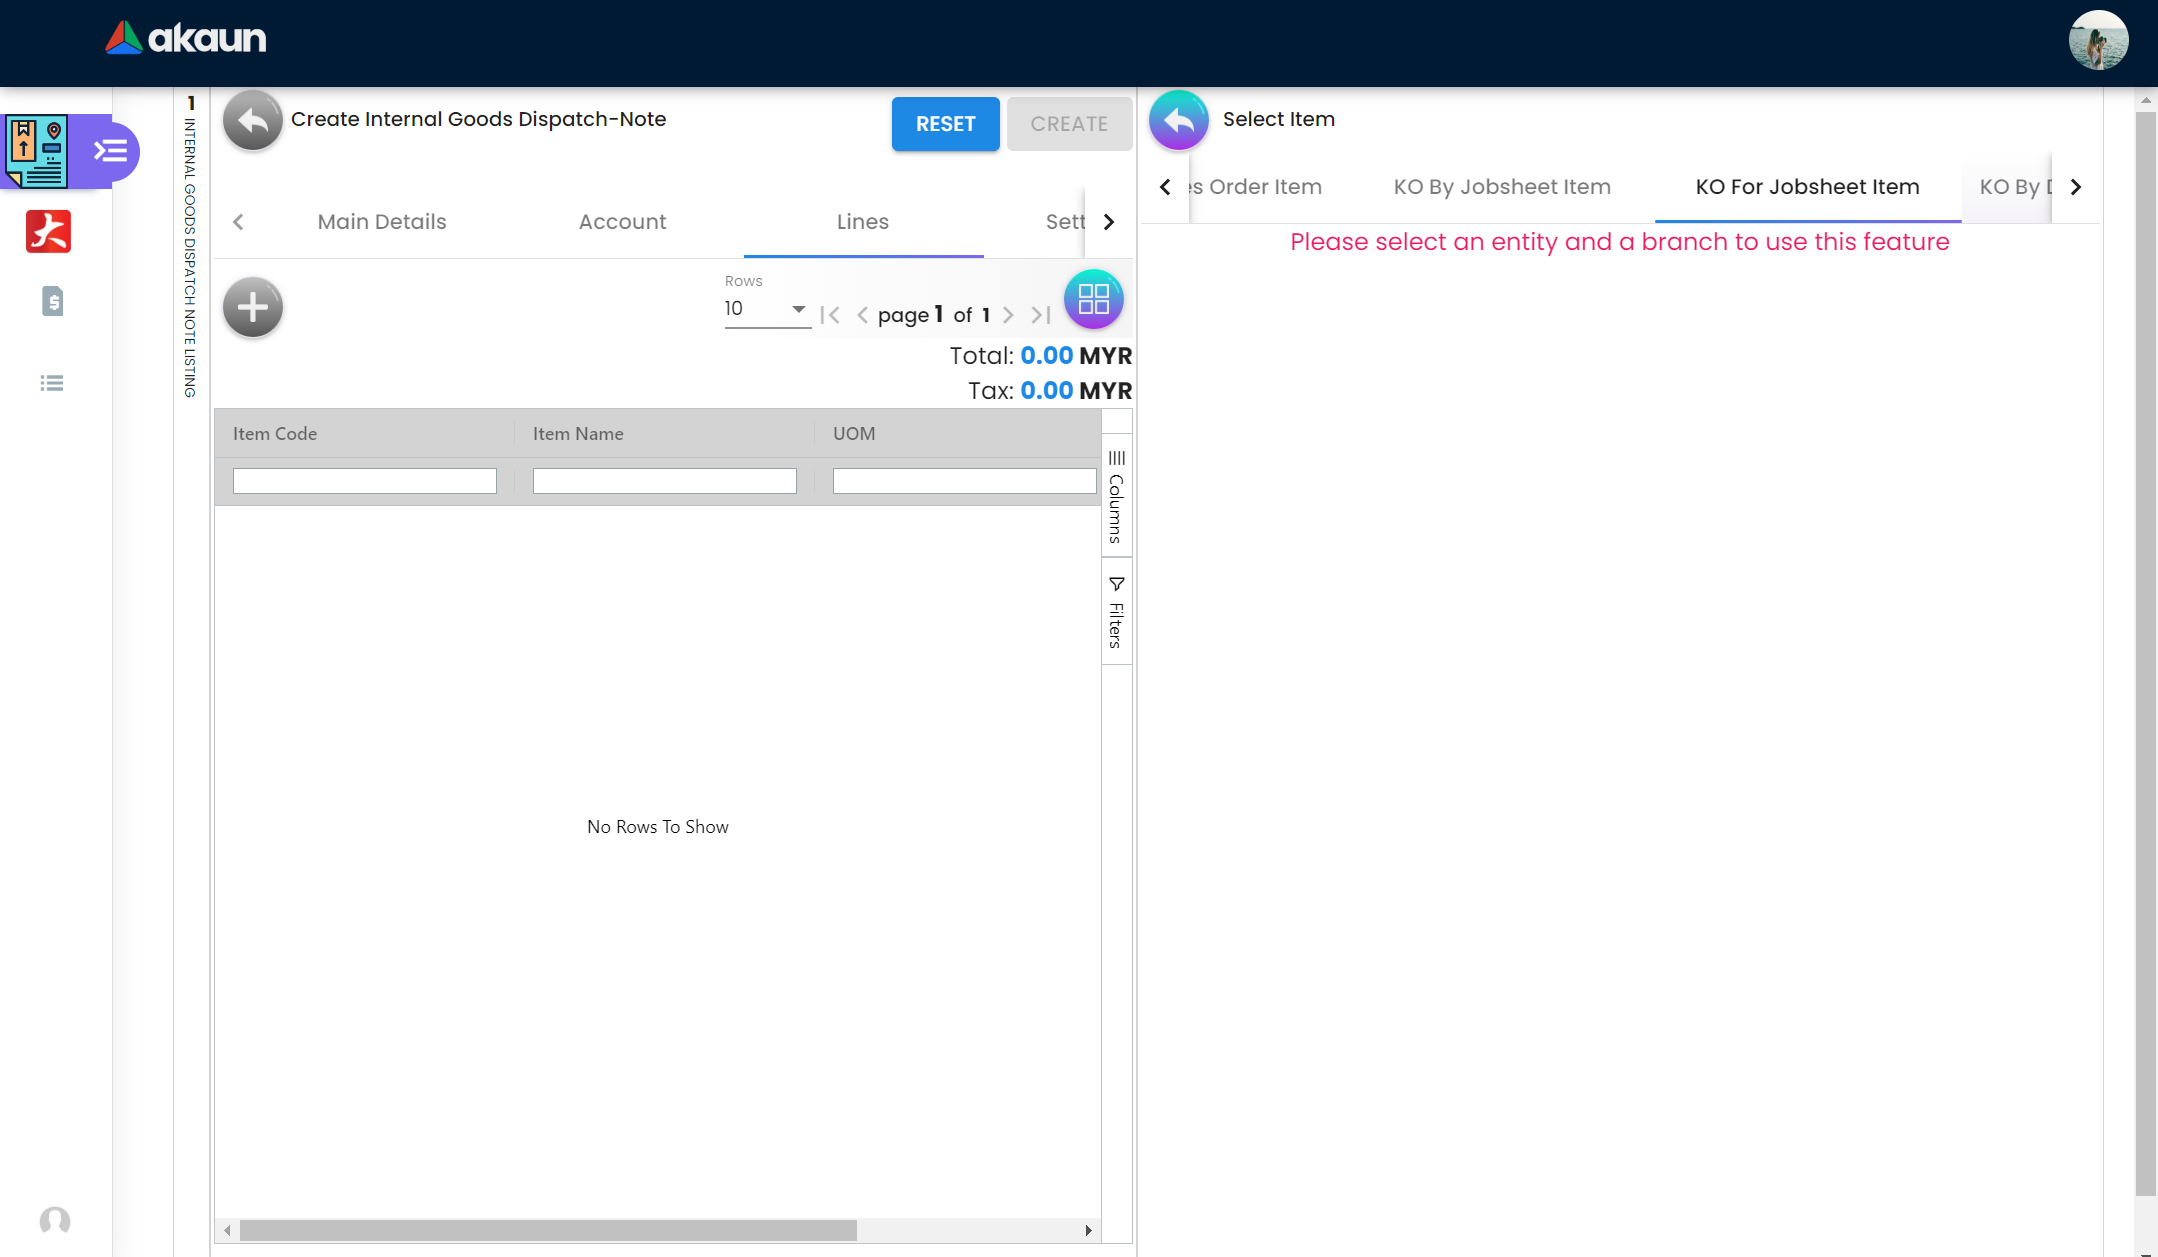 akaun
1 INTERNAL GOODS DISPATCH NOTE LISTING
Create Internal Goods Dispatch-Note
RESET
CREATE
Main Details
Account
Lines
Sett
Rows
10
page 1 of 1
Total: 0.00 MYR
Tax: 0.00 MYR
Item Code
Item Name
UOM
Columns
Filters
No Rows To Show
Select Item
es Order Item
KO By Jobsheet Item
KO For Jobsheet Item
KO By D
Please select an entity and a branch to use this feature